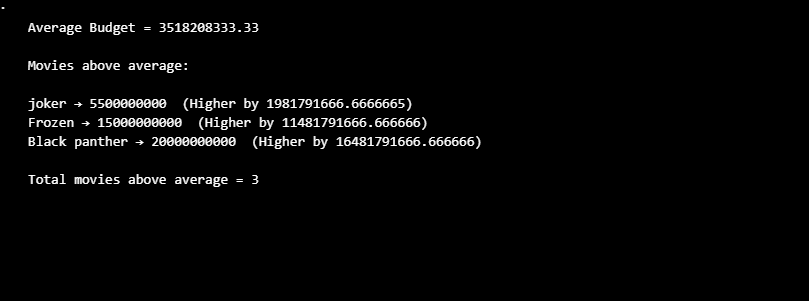 .
Average Budget = 3518208333.33
Movies above average:
joker → 5500000000  (Higher by 1981791666.6666665)
Frozen → 15000000000  (Higher by 11481791666.666666)
Black panther → 20000000000  (Higher by 16481791666.666666)
Total movies above average = 3